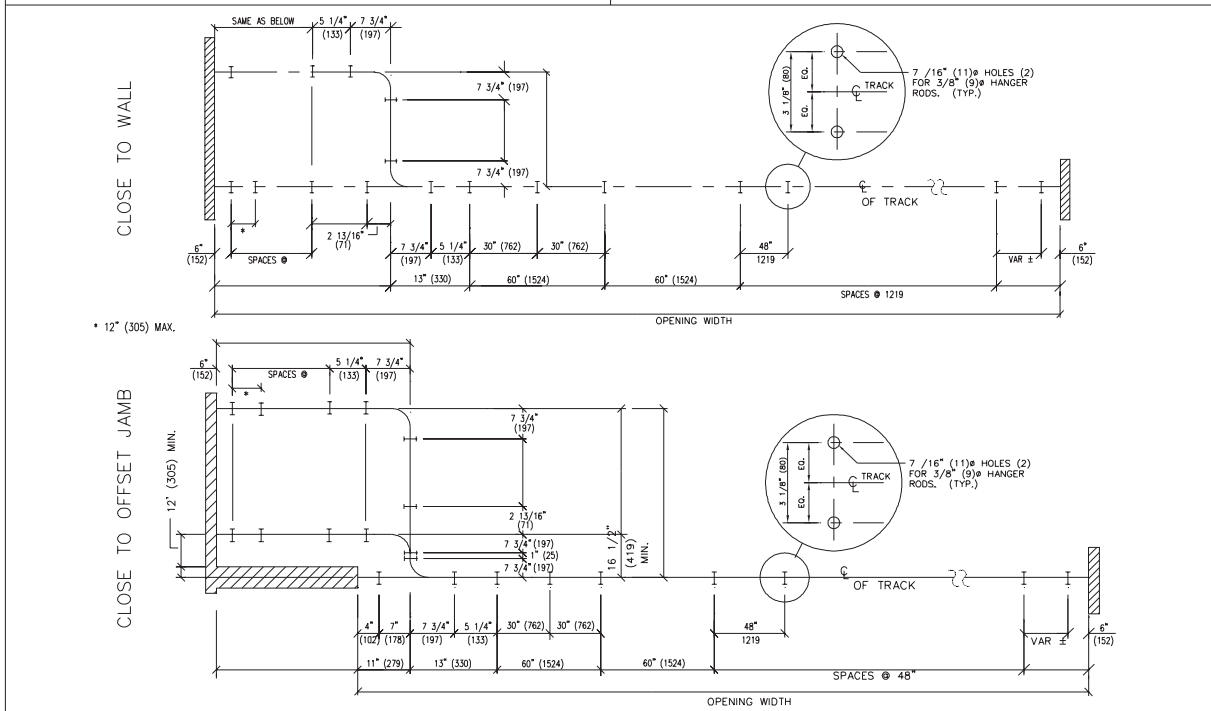 CLOSE TO WALL
SAME AS BELOW
5 1/4"
(133)
7 3/4"
(197)
7 3/4" (197)
7 3/4" (197)
3 1/8" (80)
EQ.
EQ.
℄ TRACK
7 /16" (11)ø HOLES (2)
FOR 3/8" (9)ø HANGER
RODS. (TYP.)
℄
OF TRACK
6"
(152)
*
SPACES @
2 13/16"
(71)
7 3/4"
(197)
5 1/4"
(133)
30" (762)
30" (762)
48"
1219
VAR ±
6"
(152)
13" (330)
60" (1524)
60" (1524)
SPACES @ 1219
OPENING WIDTH
* 12" (305) MAX.
CLOSE TO OFFSET JAMB
6"
(152)
SPACES @
*
5 1/4"
(133)
7 3/4"
(197)
12" (305) MIN.
7 3/4"
(197)
2 13/16"
(71)
7 3/4" (197)
1" (25)
7 3/4" (197)
16 1/2"
(419)
MIN.
3 1/8" (80)
EQ.
EQ.
TRACK
℄
7 /16" (11)ø HOLES (2)
FOR 3/8" (9)ø HANGER
RODS. (TYP.)
℄
OF TRACK
4"
(102)
7"
(178)
7 3/4"
(197)
5 1/4"
(133)
30" (762)
30" (762)
48"
1219
VAR ±
6"
(152)
11" (279)
13" (330)
60" (1524)
60" (1524)
SPACES @ 48"
OPENING WIDTH